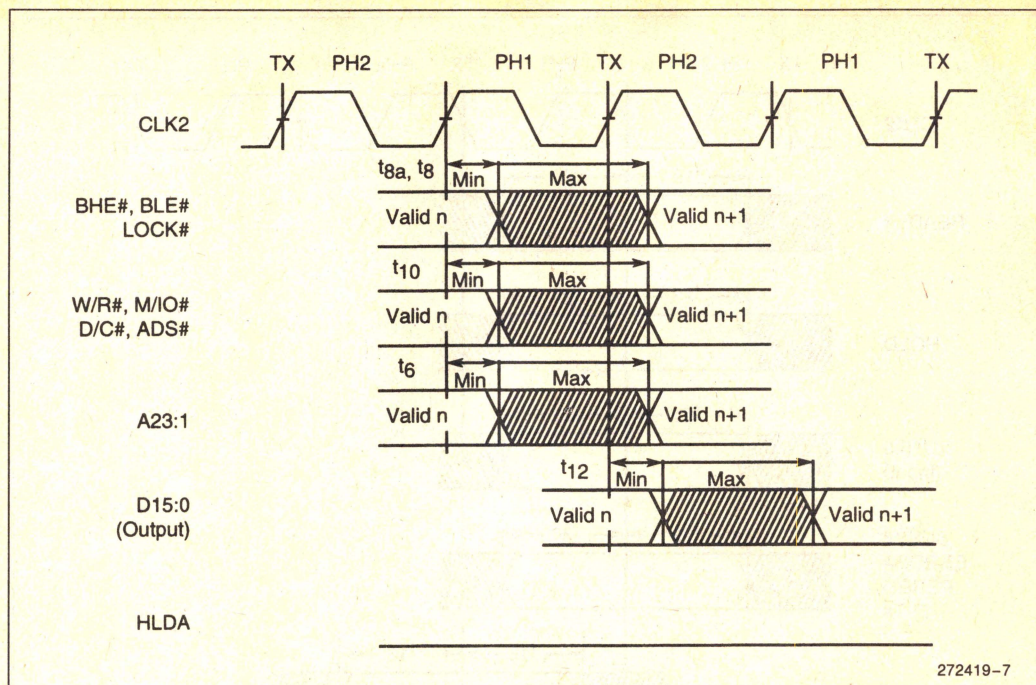 TX PH2 PH1 TX PH2 PH1 TX
CLK2
t8a, t8
Min Max
BHE#, BLE#
LOCK#
Valid n Valid n+1
t10
Min Max
W/R#, M/IO#
D/C#, ADS#
Valid n Valid n+1
t6
Min Max
A23:1
Valid n Valid n+1
t12
Min Max
D15:0
(Output)
Valid n Valid n+1
HLDA
272419-7